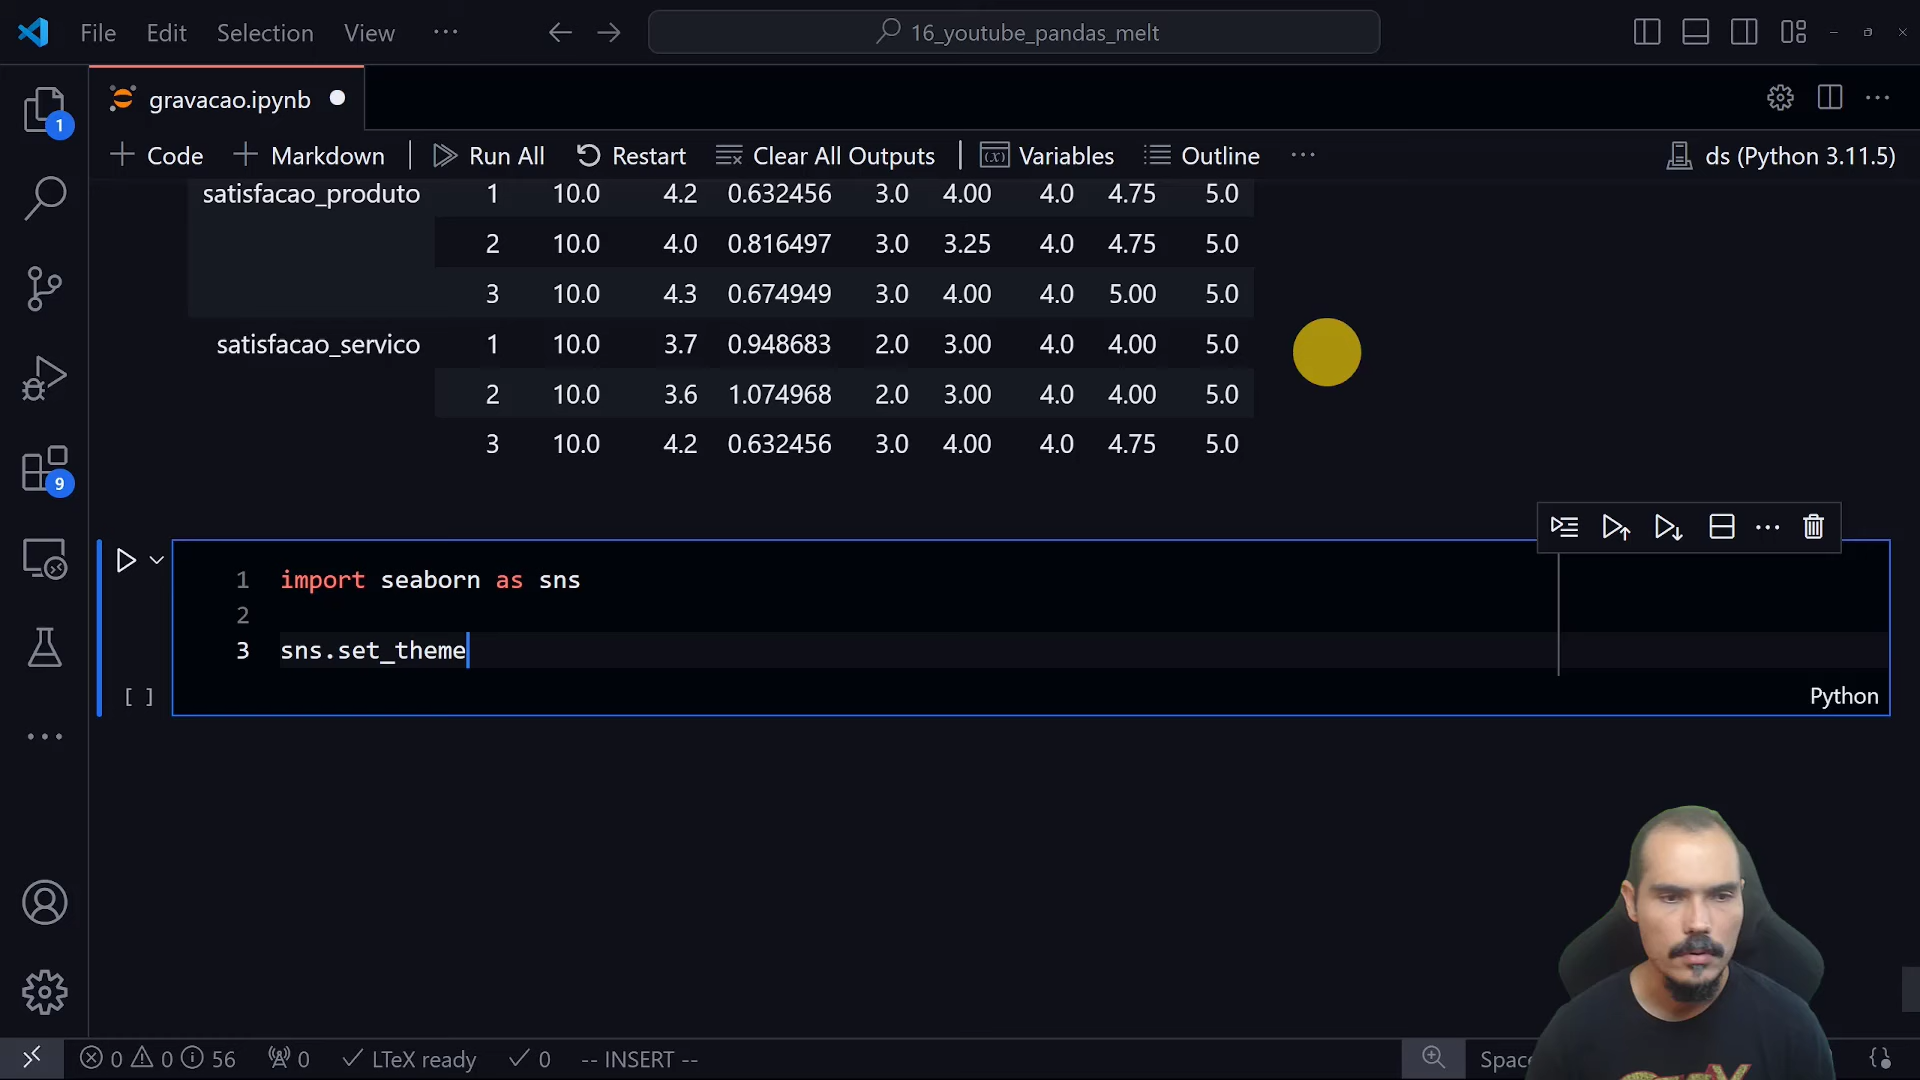 File Edit Selection View ··· 16_youtube_pandas_melt
gravacao.ipynb
1
+ Code + Markdown | Run All Restart Clear All Outputs | Variables Outline ··· ds (Python 3.11.5)
satisfacao_produto 1 10.0 4.2 0.632456 3.0 4.00 4.0 4.75 5.0
2 10.0 4.0 0.816497 3.0 3.25 4.0 4.75 5.0
3 10.0 4.3 0.674949 3.0 4.00 4.0 5.00 5.0
satisfacao_servico 1 10.0 3.7 0.948683 2.0 3.00 4.0 4.00 5.0
2 10.0 3.6 1.074968 2.0 3.00 4.0 4.00 5.0
3 10.0 4.2 0.632456 3.0 4.00 4.0 4.75 5.0
9
1 import seaborn as sns
2
3 sns.set_theme
[ ]
Python
0 0 56 0 LTeX ready 0 -- INSERT --